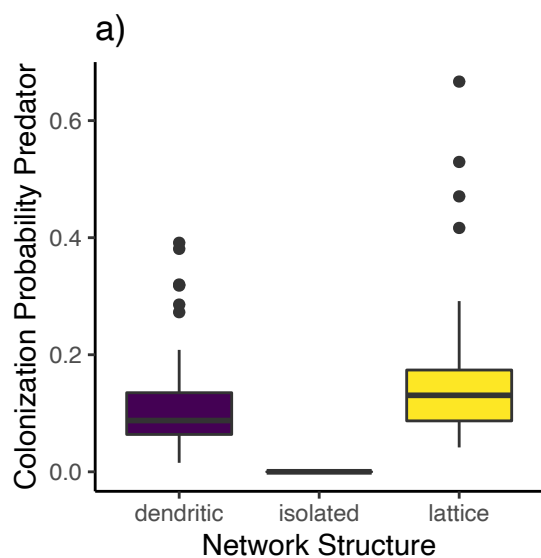 a)
Colonization Probability Predator
0.6
0.4
0.2
0.0
dendritic isolated lattice
Network Structure